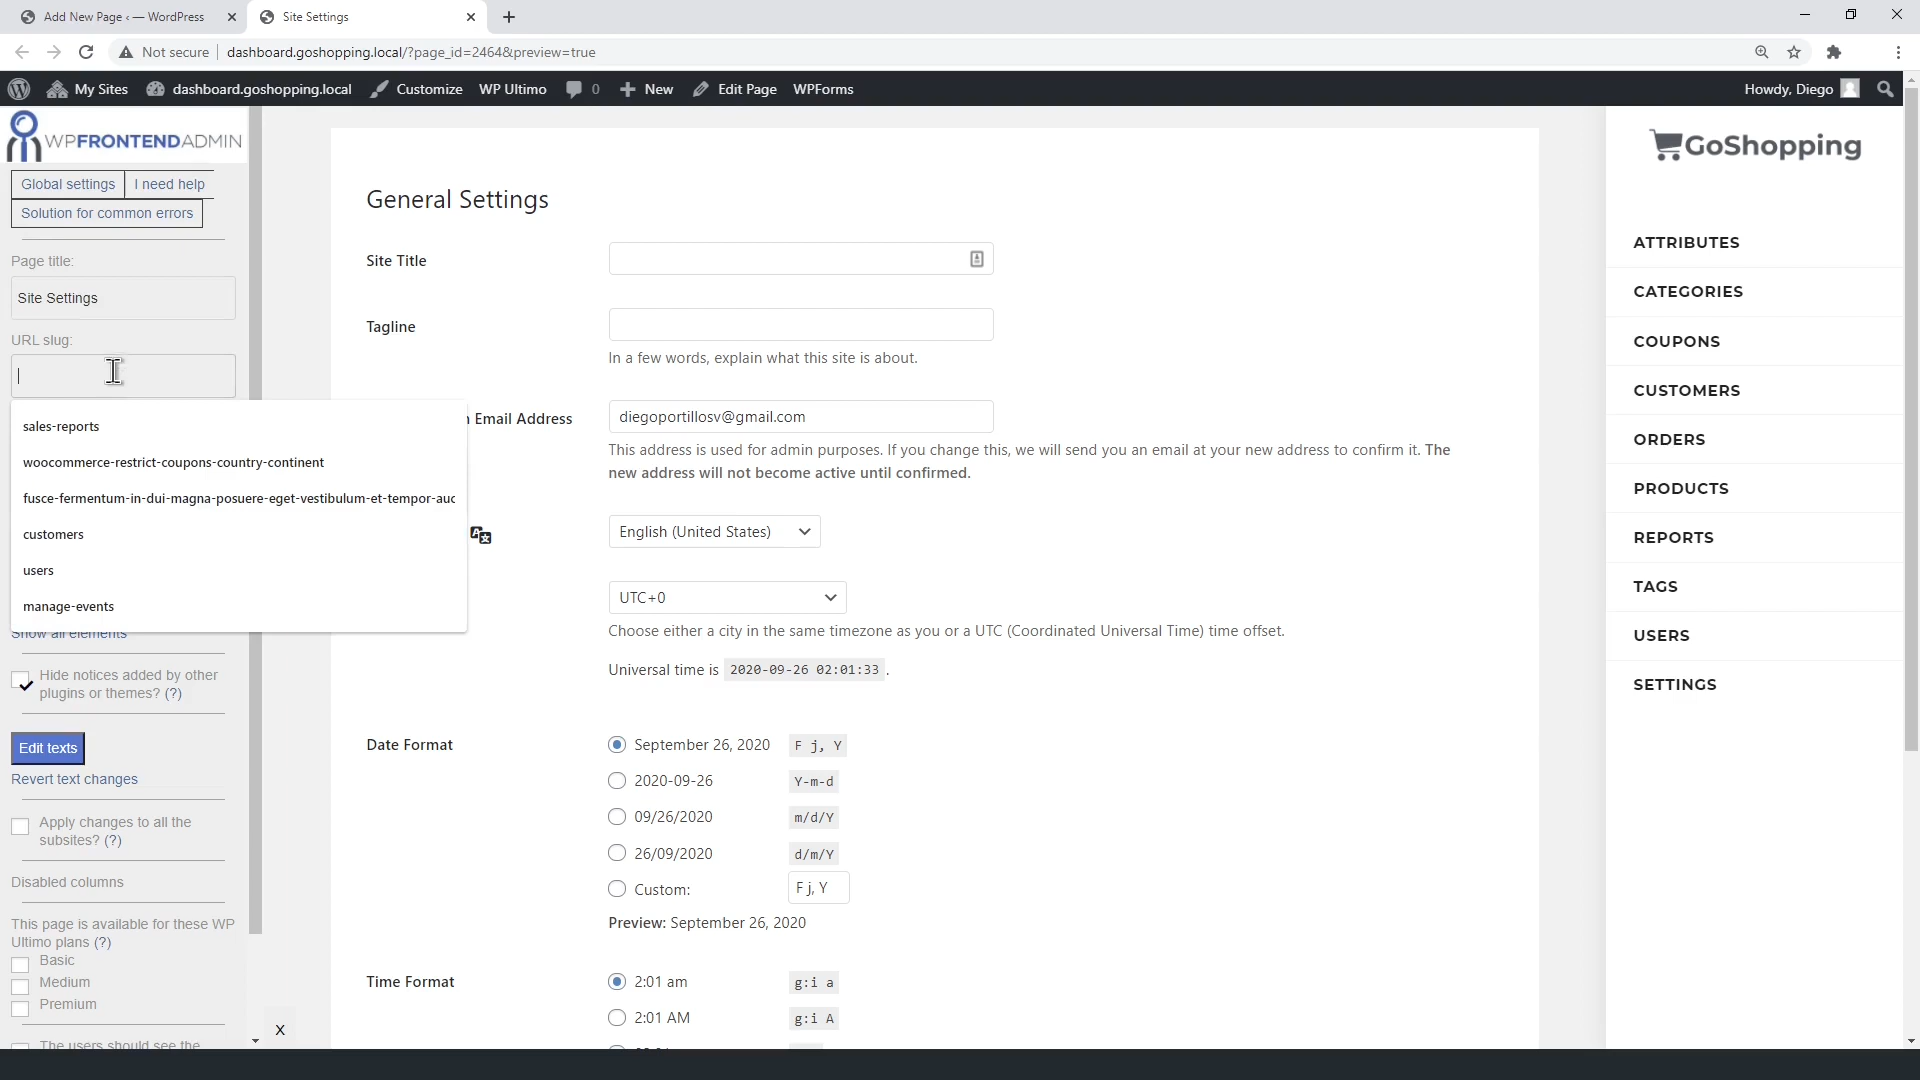 Add New Page ‹ — WordPress
Site Settings
Not secure
dashboard.goshopping.local/?page_id=2464&preview=true
My Sites
dashboard.goshopping.local
Customize
WP Ultimo
0
New
Edit Page
WPForms
Howdy, Diego
WPFRONTENDADMIN
Global settings
I need help
Solution for common errors
Page title:
Site Settings
URL slug:
sales-reports
woocommerce-restrict-coupons-country-continent
fusce-fermentum-in-dui-magna-posuere-eget-vestibulum-et-tempor-auc
customers
users
manage-events
Show all elements
Hide notices added by other
plugins or themes? (?)
Edit texts
Revert text changes
Apply changes to all the
subsites? (?)
Disabled columns
This page is available for these WP
Ultimo plans (?)
Basic
Medium
Premium
The users should see the
X
General Settings
Site Title
Tagline
In a few words, explain what this site is about.
Email Address
diegoportillosv@gmail.com
This address is used for admin purposes. If you change this, we will send you an email at your new address to confirm it. The
new address will not become active until confirmed.
English (United States)
UTC+0
Choose either a city in the same timezone as you or a UTC (Coordinated Universal Time) time offset.
Universal time is 2020-09-26 02:01:33 .
Date Format
September 26, 2020 F j, Y
2020-09-26 Y-m-d
09/26/2020 m/d/Y
26/09/2020 d/m/Y
Custom: F j, Y
Preview: September 26, 2020
Time Format
2:01 am g:i a
2:01 AM g:i A
GoShopping
ATTRIBUTES
CATEGORIES
COUPONS
CUSTOMERS
ORDERS
PRODUCTS
REPORTS
TAGS
USERS
SETTINGS